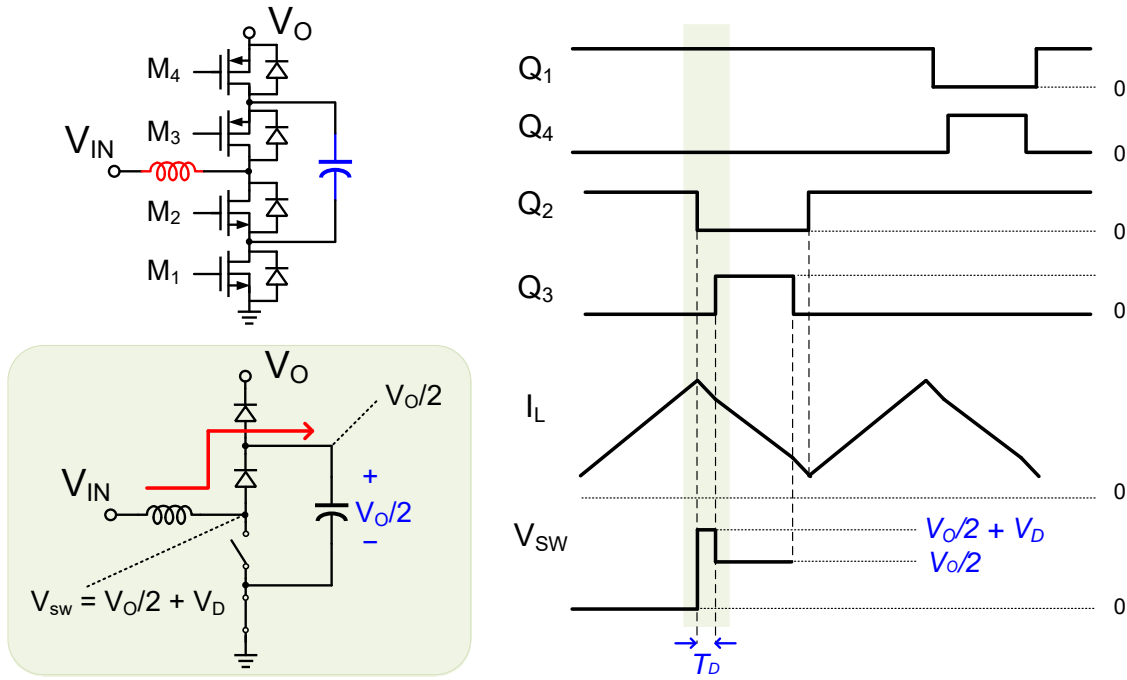 VO
M4
M3
VIN
M2
M1
VO
VO/2
VIN
+
VO/2
−
Vsw = VO/2 + VD
Q1
0
Q4
0
Q2
0
Q3
0
IL
0
VSW
VO/2 + VD
VO/2
0
TD